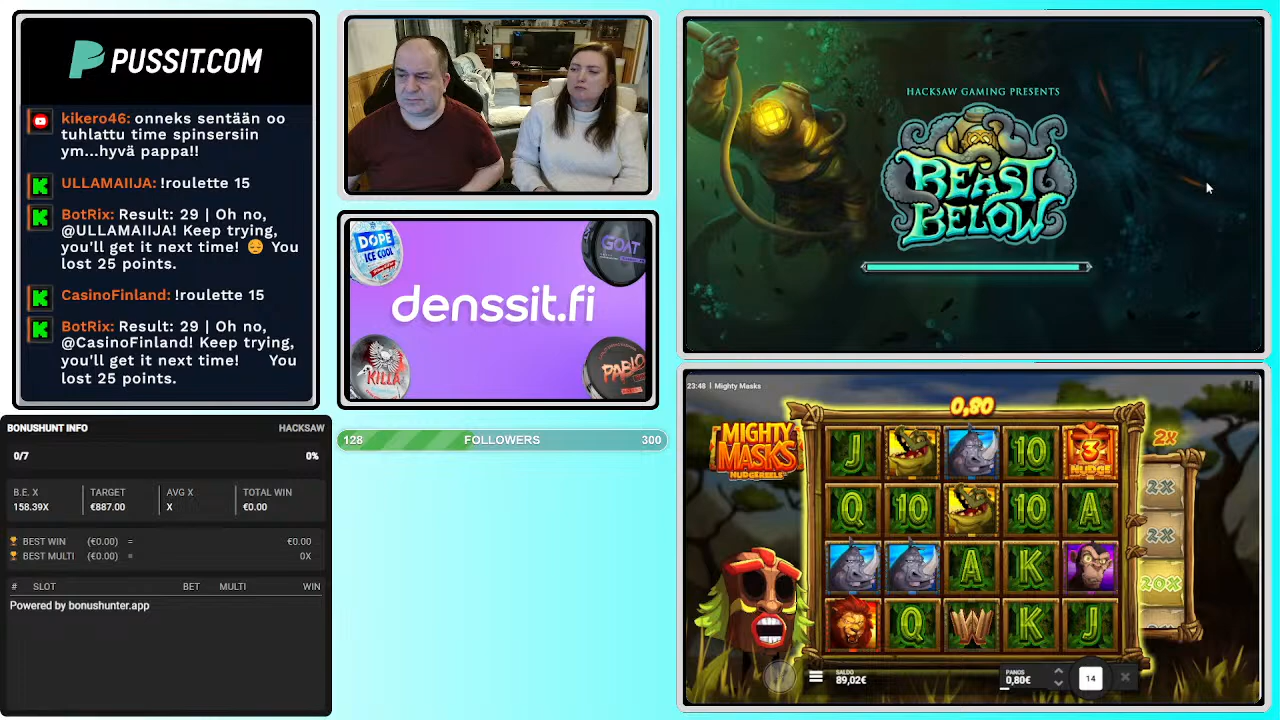 PUSSIT.COM
kikero46: onneks sentään oo
tuhlattu time spinsersiin
ym...hyvä pappa!!
ULLAMAIIJA: !roulette 15
BotRix: Result: 29 | Oh no,
@ULLAMAIIJA! Keep trying,
you'll get it next time! 😔 You
lost 25 points.
CasinoFinland: !roulette 15
BotRix: Result: 29 | Oh no,
@CasinoFinland! Keep trying,
you'll get it next time! You
lost 25 points.
DOPE
ICE COOL
GOAT
denssit.fi
KILLA
PABLO
128 FOLLOWERS 300
HACKSAW GAMING PRESENTS
BEAST
BELOW
BONUSHUNT INFO HACKSAW
0/7 0%
B.E. X TARGET AVG X TOTAL WIN
158.39X €887.00 X €0.00
BEST WIN (€0.00) = €0.00
BEST MULTI (€0.00) = 0X
# SLOT BET MULTI WIN
Powered by bonushunter.app
23:48 | Mighty Masks
0,80
MIGHTY
MASKS
NUDGEREELS
J 10 3
NUDGE
Q 10 10 A
A K
Q W K J
2X
2X
2X
20X
SALDO
89,02€
PANOS
0,80€
14